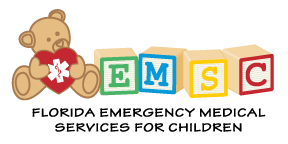 EMSC
FLORIDA EMERGENCY MEDICAL
SERVICES FOR CHILDREN